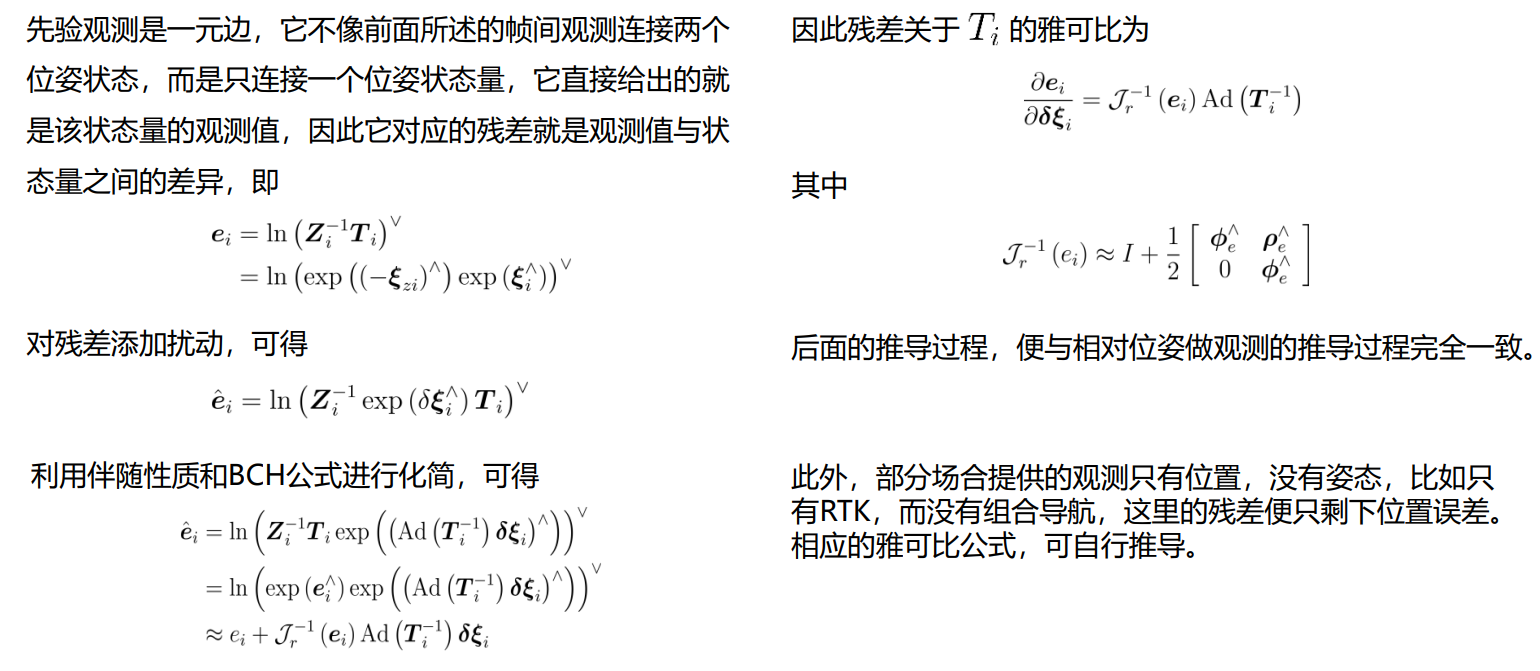 先验观测是一元边，它不像前面所述的帧间观测连接两个
位姿状态，而是只连接一个位姿状态量，它直接给出的就
是该状态量的观测值，因此它对应的残差就是观测值与状
态量之间的差异，即
$\boldsymbol{e}_i = \ln\left(\boldsymbol{Z}_i^{-1}\boldsymbol{T}_i\right)^{\vee}$
$= \ln\left(\exp\left((-\boldsymbol{\xi}_{zi})^{\wedge}\right)\exp\left(\boldsymbol{\xi}_i^{\wedge}\right)\right)^{\vee}$
对残差添加扰动，可得
$\hat{\boldsymbol{e}}_i = \ln\left(\boldsymbol{Z}_i^{-1}\exp\left(\delta\boldsymbol{\xi}_i^{\wedge}\right)\boldsymbol{T}_i\right)^{\vee}$
利用伴随性质和BCH公式进行化简，可得
$\hat{\boldsymbol{e}}_i = \ln\left(\boldsymbol{Z}_i^{-1}\boldsymbol{T}_i\exp\left(\left(\operatorname{Ad}\left(\boldsymbol{T}_i^{-1}\right)\boldsymbol{\delta\xi}_i\right)^{\wedge}\right)\right)^{\vee}$
$= \ln\left(\exp\left(\boldsymbol{e}_i^{\wedge}\right)\exp\left(\left(\operatorname{Ad}\left(\boldsymbol{T}_i^{-1}\right)\boldsymbol{\delta\xi}_i\right)^{\wedge}\right)\right)^{\vee}$
$\approx e_i + \mathcal{J}_r^{-1}\left(\boldsymbol{e}_i\right)\operatorname{Ad}\left(\boldsymbol{T}_i^{-1}\right)\boldsymbol{\delta\xi}_i$
因此残差关于 $T_i$ 的雅可比为
$\frac{\partial \boldsymbol{e}_i}{\partial \boldsymbol{\delta\xi}_i} = \mathcal{J}_r^{-1}\left(\boldsymbol{e}_i\right)\operatorname{Ad}\left(\boldsymbol{T}_i^{-1}\right)$
其中
$\mathcal{J}_r^{-1}\left(e_i\right) \approx I + \frac{1}{2}\begin{bmatrix} \boldsymbol{\phi}_e^{\wedge} & \boldsymbol{\rho}_e^{\wedge} \\ 0 & \boldsymbol{\phi}_e^{\wedge} \end{bmatrix}$
后面的推导过程，便与相对位姿做观测的推导过程完全一致。
此外，部分场合提供的观测只有位置，没有姿态，比如只
有RTK，而没有组合导航，这里的残差便只剩下位置误差。
相应的雅可比公式，可自行推导。